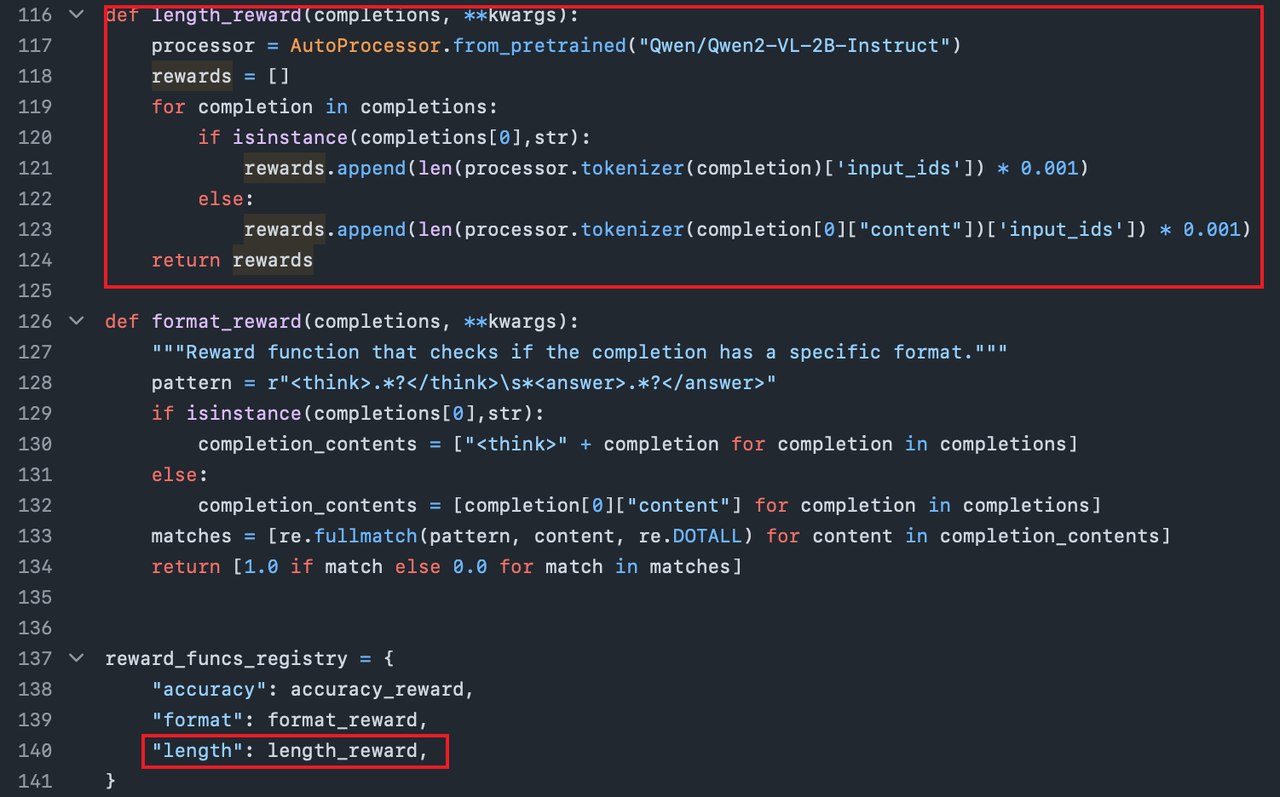 116 def length_reward(completions, **kwargs):
117 processor = AutoProcessor.from_pretrained("Qwen/Qwen2-VL-2B-Instruct")
118 rewards = []
119 for completion in completions:
120 if isinstance(completions[0],str):
121 rewards.append(len(processor.tokenizer(completion)['input_ids']) * 0.001)
122 else:
123 rewards.append(len(processor.tokenizer(completion[0]["content"])['input_ids']) * 0.001)
124 return rewards
125
126 def format_reward(completions, **kwargs):
127 """Reward function that checks if the completion has a specific format."""
128 pattern = r"<think>.*?</think>\s*<answer>.*?</answer>"
129 if isinstance(completions[0],str):
130 completion_contents = ["<think>" + completion for completion in completions]
131 else:
132 completion_contents = [completion[0]["content"] for completion in completions]
133 matches = [re.fullmatch(pattern, content, re.DOTALL) for content in completion_contents]
134 return [1.0 if match else 0.0 for match in matches]
135
136
137 reward_funcs_registry = {
138 "accuracy": accuracy_reward,
139 "format": format_reward,
140 "length": length_reward,
141 }